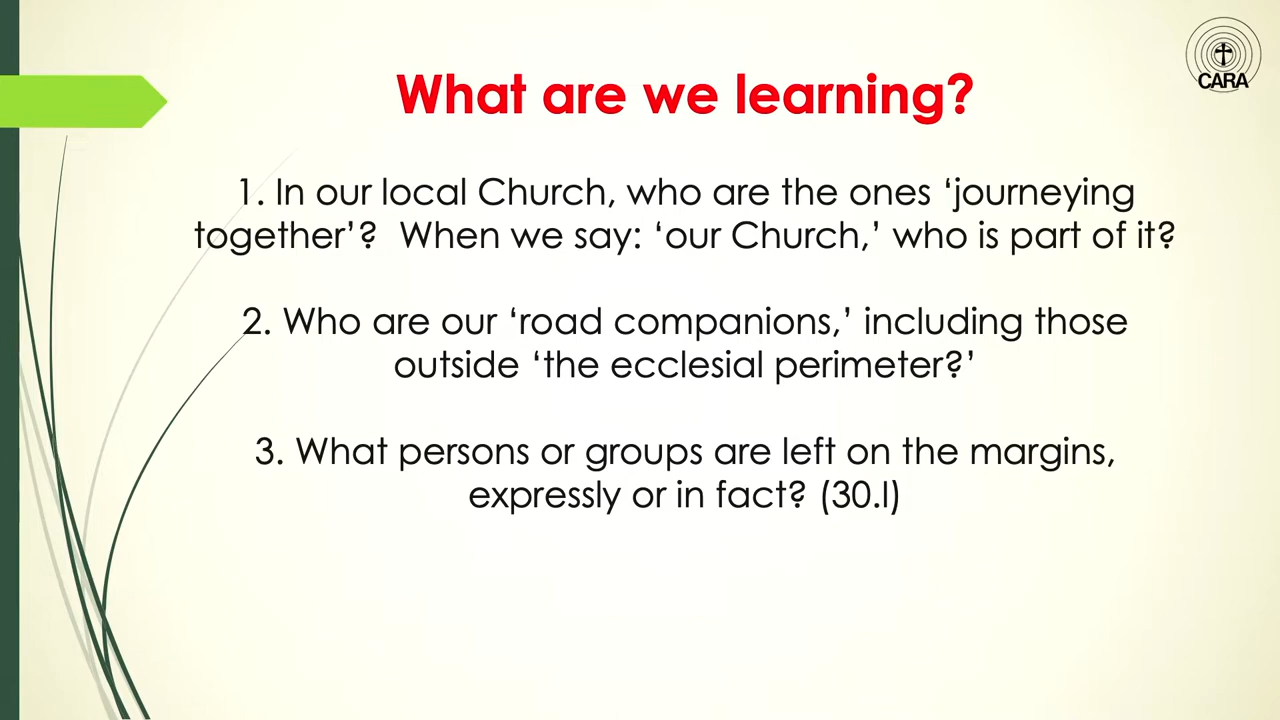 CARA
What are we learning?
1. In our local Church, who are the ones ‘journeying
together’?  When we say: ‘our Church,’ who is part of it?
2. Who are our ‘road companions,’ including those
outside ‘the ecclesial perimeter?’
3. What persons or groups are left on the margins,
expressly or in fact? (30.I)